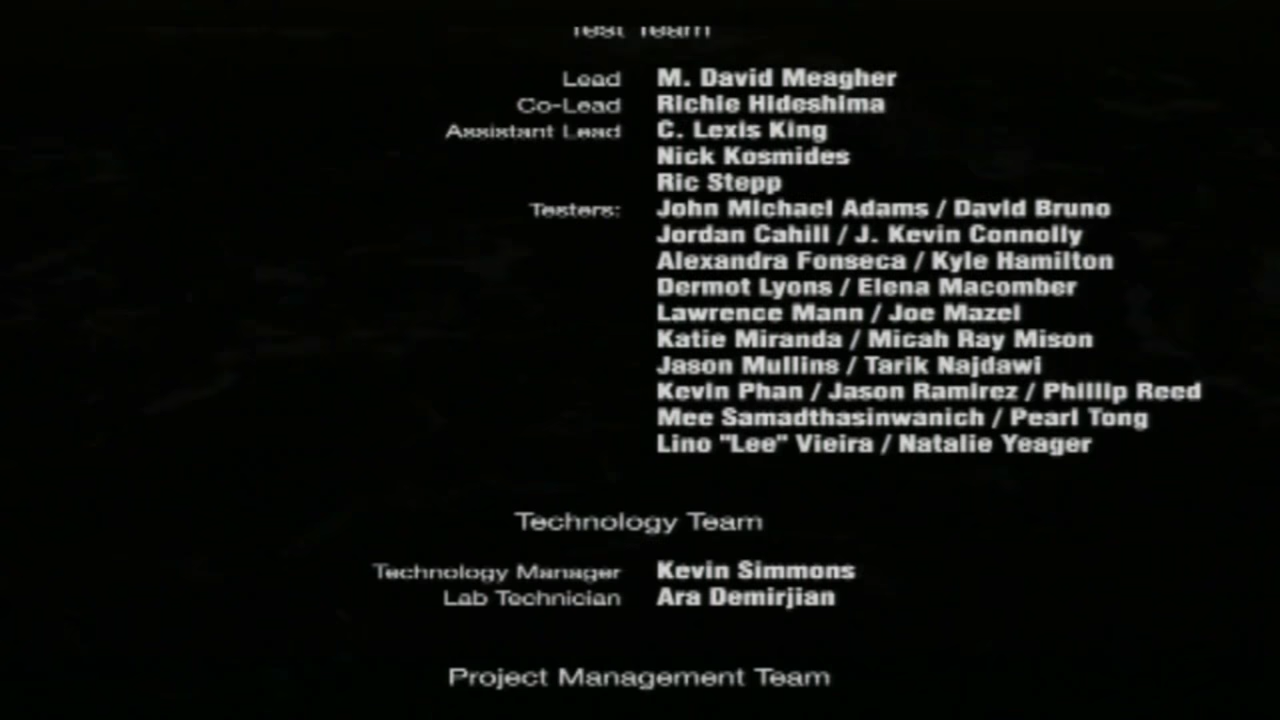 Test Team
Lead M. David Meagher
Co-Lead Richie Hideshima
Assistant Lead C. Lexis King
Nick Kosmides
Ric Stepp
Testers: John Michael Adams / David Bruno
Jordan Cahill / J. Kevin Connolly
Alexandra Fonseca / Kyle Hamilton
Dermot Lyons / Elena Macomber
Lawrence Mann / Joe Mazel
Katie Miranda / Micah Ray Mison
Jason Mullins / Tarik Najdawi
Kevin Phan / Jason Ramirez / Phillip Reed
Mee Samadthasinwanich / Pearl Tong
Lino "Lee" Vieira / Natalie Yeager
Technology Team
Technology Manager Kevin Simmons
Lab Technician Ara Demirjian
Project Management Team